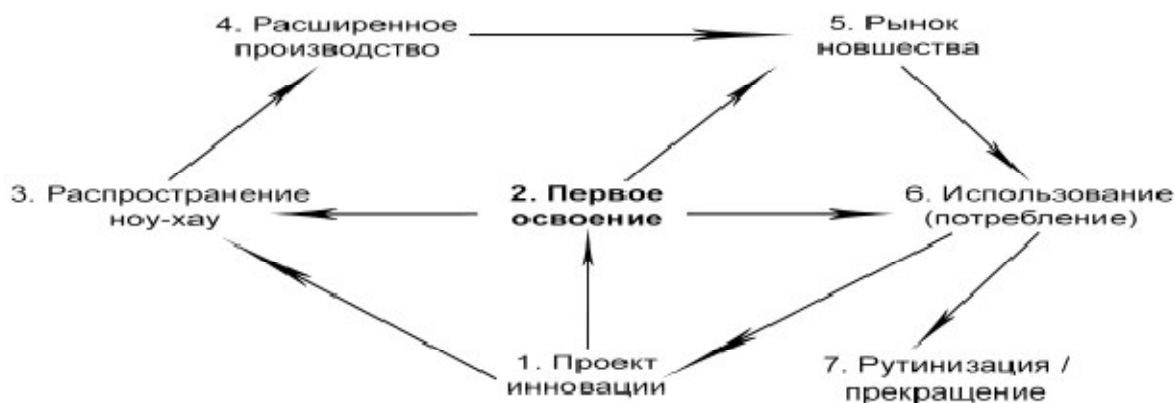 4. Расширенное
производство
5. Рынок
новшества
3. Распространение
ноу-хау
2. Первое
освоение
6. Использование
(потребление)
1. Проект
инновации
7. Рутинизация /
прекращение